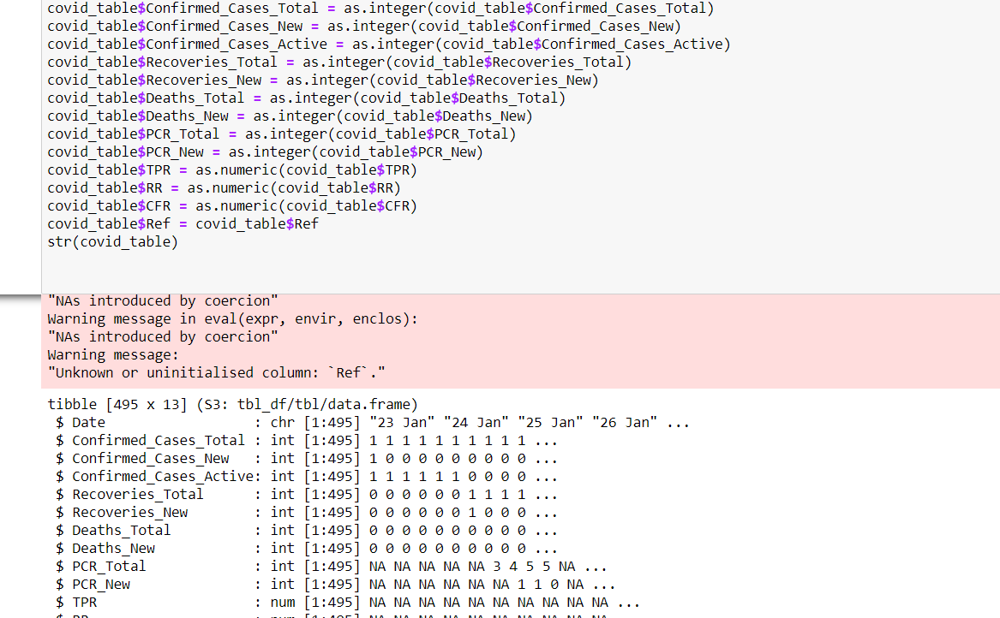 covid_table$Confirmed_Cases_Total = as.integer(covid_table$Confirmed_Cases_Total)
covid_table$Confirmed_Cases_New = as.integer(covid_table$Confirmed_Cases_New)
covid_table$Confirmed_Cases_Active = as.integer(covid_table$Confirmed_Cases_Active)
covid_table$Recoveries_Total = as.integer(covid_table$Recoveries_Total)
covid_table$Recoveries_New = as.integer(covid_table$Recoveries_New)
covid_table$Deaths_Total = as.integer(covid_table$Deaths_Total)
covid_table$Deaths_New = as.integer(covid_table$Deaths_New)
covid_table$PCR_Total = as.integer(covid_table$PCR_Total)
covid_table$PCR_New = as.integer(covid_table$PCR_New)
covid_table$TPR = as.numeric(covid_table$TPR)
covid_table$RR = as.numeric(covid_table$RR)
covid_table$CFR = as.numeric(covid_table$CFR)
covid_table$Ref = covid_table$Ref
str(covid_table)
"NAs introduced by coercion"
Warning message in eval(expr, envir, enclos):
"NAs introduced by coercion"
Warning message:
"Unknown or uninitialised column: `Ref`."
tibble [495 x 13] (S3: tbl_df/tbl/data.frame)
$ Date : chr [1:495] "23 Jan" "24 Jan" "25 Jan" "26 Jan" ...
$ Confirmed_Cases_Total : int [1:495] 1 1 1 1 1 1 1 1 1 1 ...
$ Confirmed_Cases_New : int [1:495] 1 0 0 0 0 0 0 0 0 0 ...
$ Confirmed_Cases_Active: int [1:495] 1 1 1 1 1 1 0 0 0 0 ...
$ Recoveries_Total : int [1:495] 0 0 0 0 0 0 1 1 1 1 ...
$ Recoveries_New : int [1:495] 0 0 0 0 0 0 1 0 0 0 ...
$ Deaths_Total : int [1:495] 0 0 0 0 0 0 0 0 0 0 ...
$ Deaths_New : int [1:495] 0 0 0 0 0 0 0 0 0 0 ...
$ PCR_Total : int [1:495] NA NA NA NA NA 3 4 5 5 NA ...
$ PCR_New : int [1:495] NA NA NA NA NA NA 1 1 0 NA ...
$ TPR : num [1:495] NA NA NA NA NA NA NA NA NA NA ...